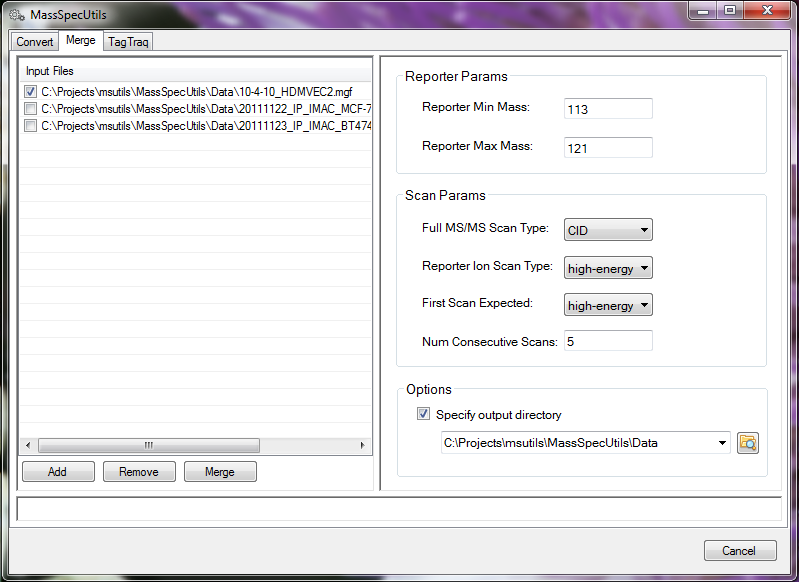 MassSpecUtils
Convert Merge TagTraq
Input Files
C:\Projects\msutils\MassSpecUtils\Data\10-4-10_HDMVEC2.mgf
C:\Projects\msutils\MassSpecUtils\Data\20111122_IP_IMAC_MCF-7
C:\Projects\msutils\MassSpecUtils\Data\20111123_IP_IMAC_BT474
Add Remove Merge
Reporter Params
Reporter Min Mass: 113
Reporter Max Mass: 121
Scan Params
Full MS/MS Scan Type: CID
Reporter Ion Scan Type: high-energy
First Scan Expected: high-energy
Num Consecutive Scans: 5
Options
Specify output directory
C:\Projects\msutils\MassSpecUtils\Data
Cancel